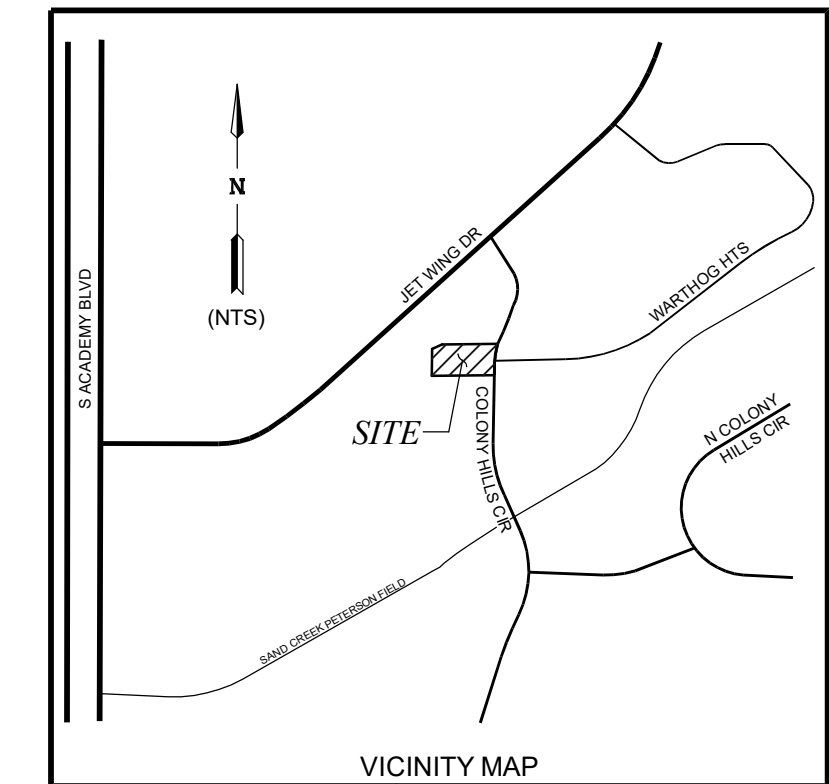 N
(NTS)
S ACADEMY BLVD
JET WING DR
WARTHOG HTS
SITE
COLONY HILLS CIR
N COLONY
HILLS CIR
SAND CREEK PETERSON FIELD
VICINITY MAP